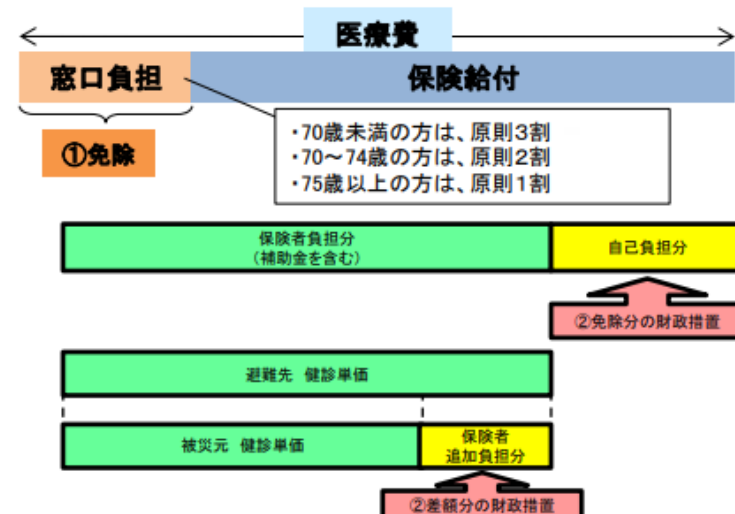 医療費
窓口負担
保険給付
①免除
・70歳未満の方は、原則3割
・70～74歳の方は、原則2割
・75歳以上の方は、原則1割
保険者負担分
(補助金を含む)
自己負担分
②免除分の財政措置
避難先 健診単価
被災元 健診単価
保険者
追加負担分
②差額分の財政措置